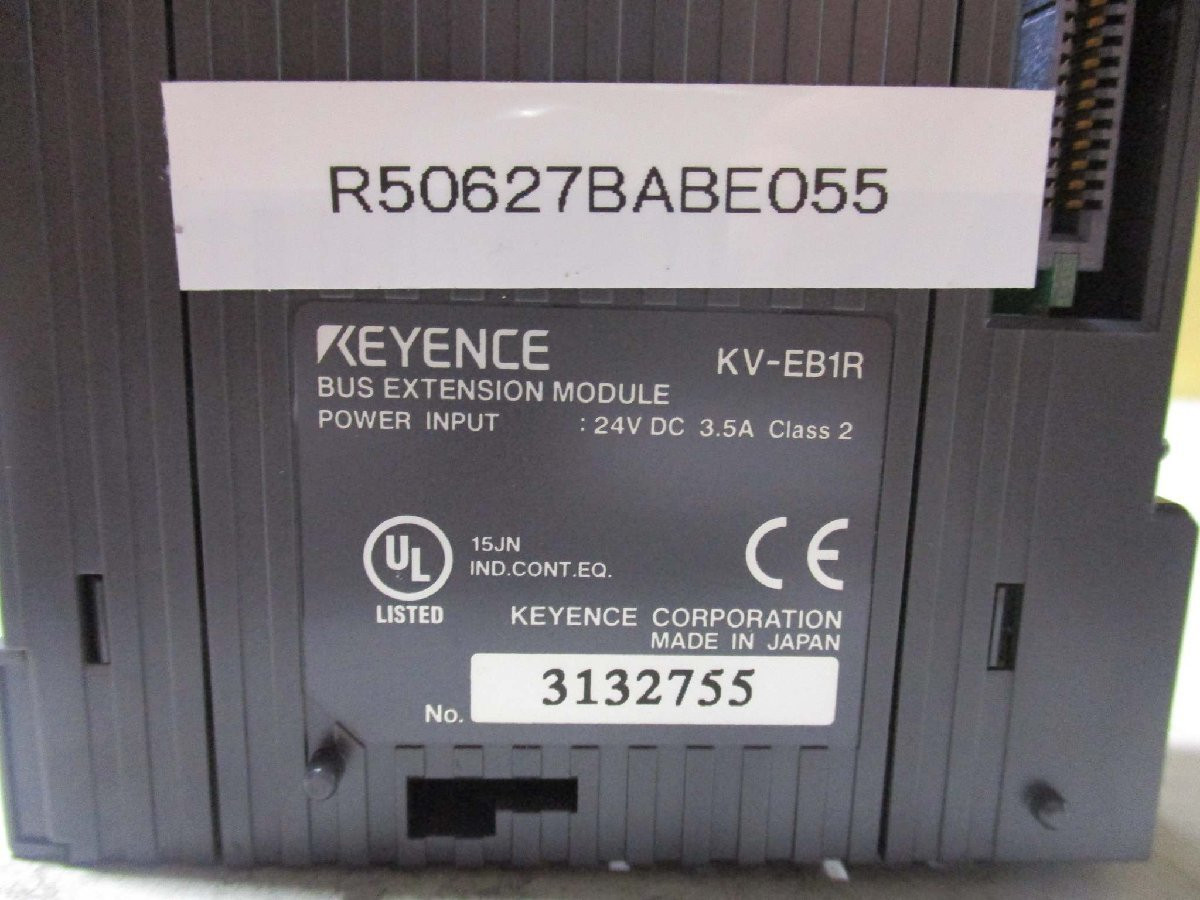 R50627BABE055
KEYENCE KV-EB1R
BUS EXTENSION MODULE
POWER INPUT : 24V DC 3.5A Class 2
UL 15JN
IND.CONT.EQ.
LISTED
CE
KEYENCE CORPORATION
MADE IN JAPAN
No. 3132755